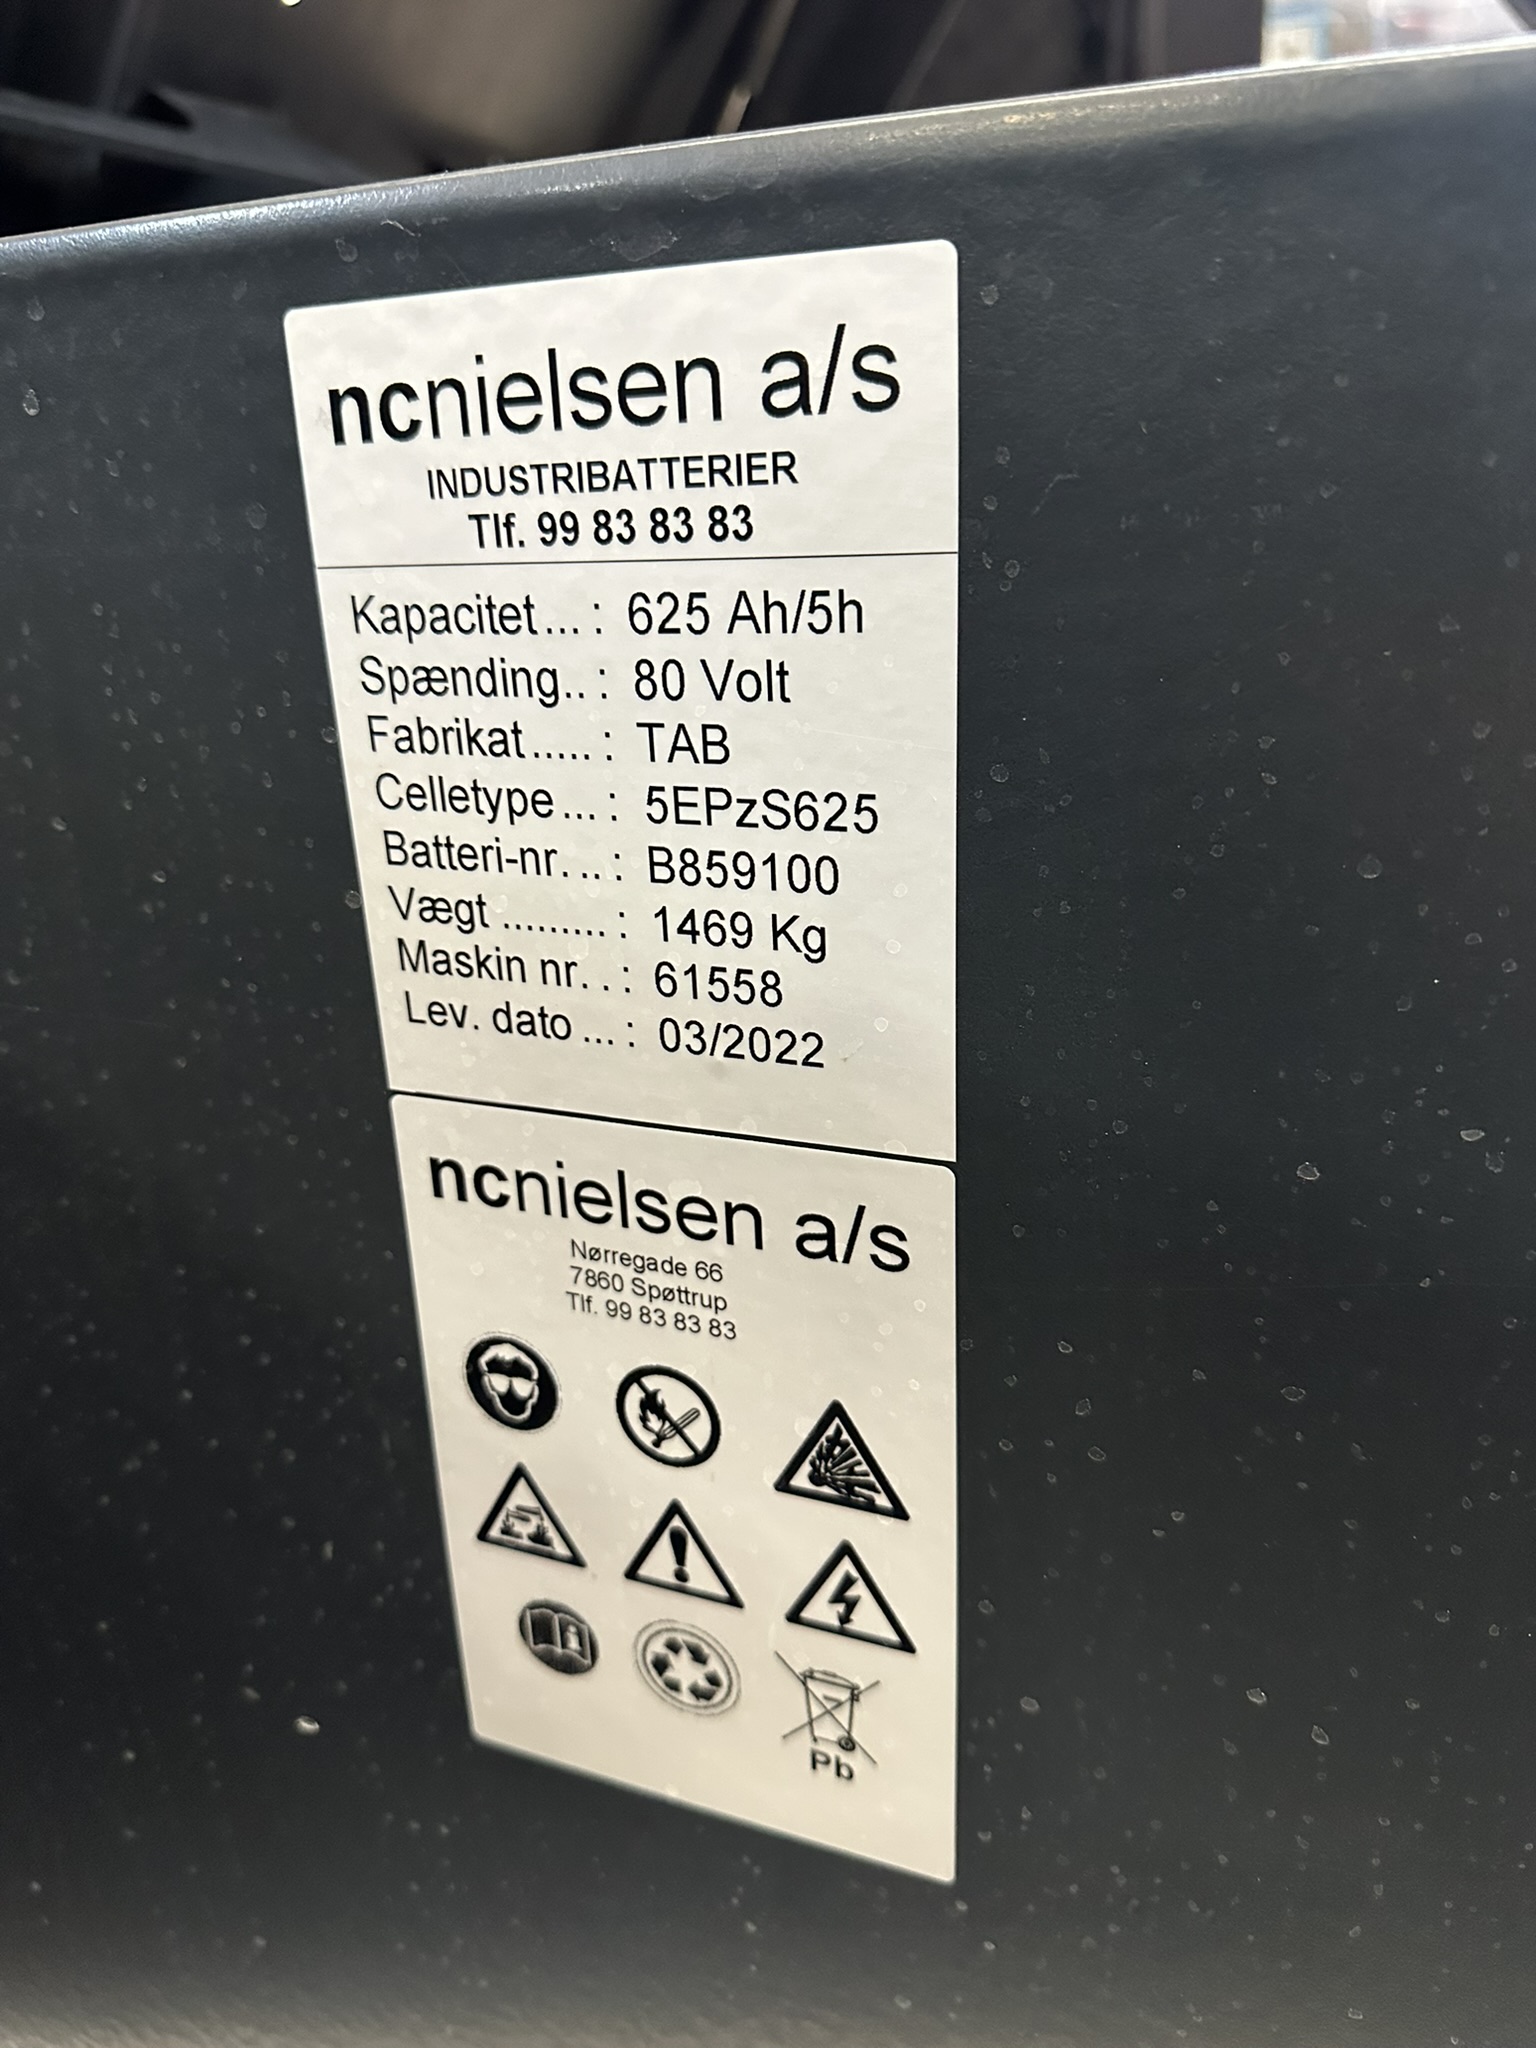 ncnielsen a/s
INDUSTRIBATTERIER
Tlf. 99 83 83 83
Kapacitet...: 625 Ah/5h
Spænding..: 80 Volt
Fabrikat.....: TAB
Celletype...: 5EPzS625
Batteri-nr....: B859100
Vægt.........: 1469 Kg
Maskin nr..: 61558
Lev. dato...: 03/2022
ncnielsen a/s
Nørregade 66
7860 Spøttrup
Tlf. 99 83 83 83
Pb